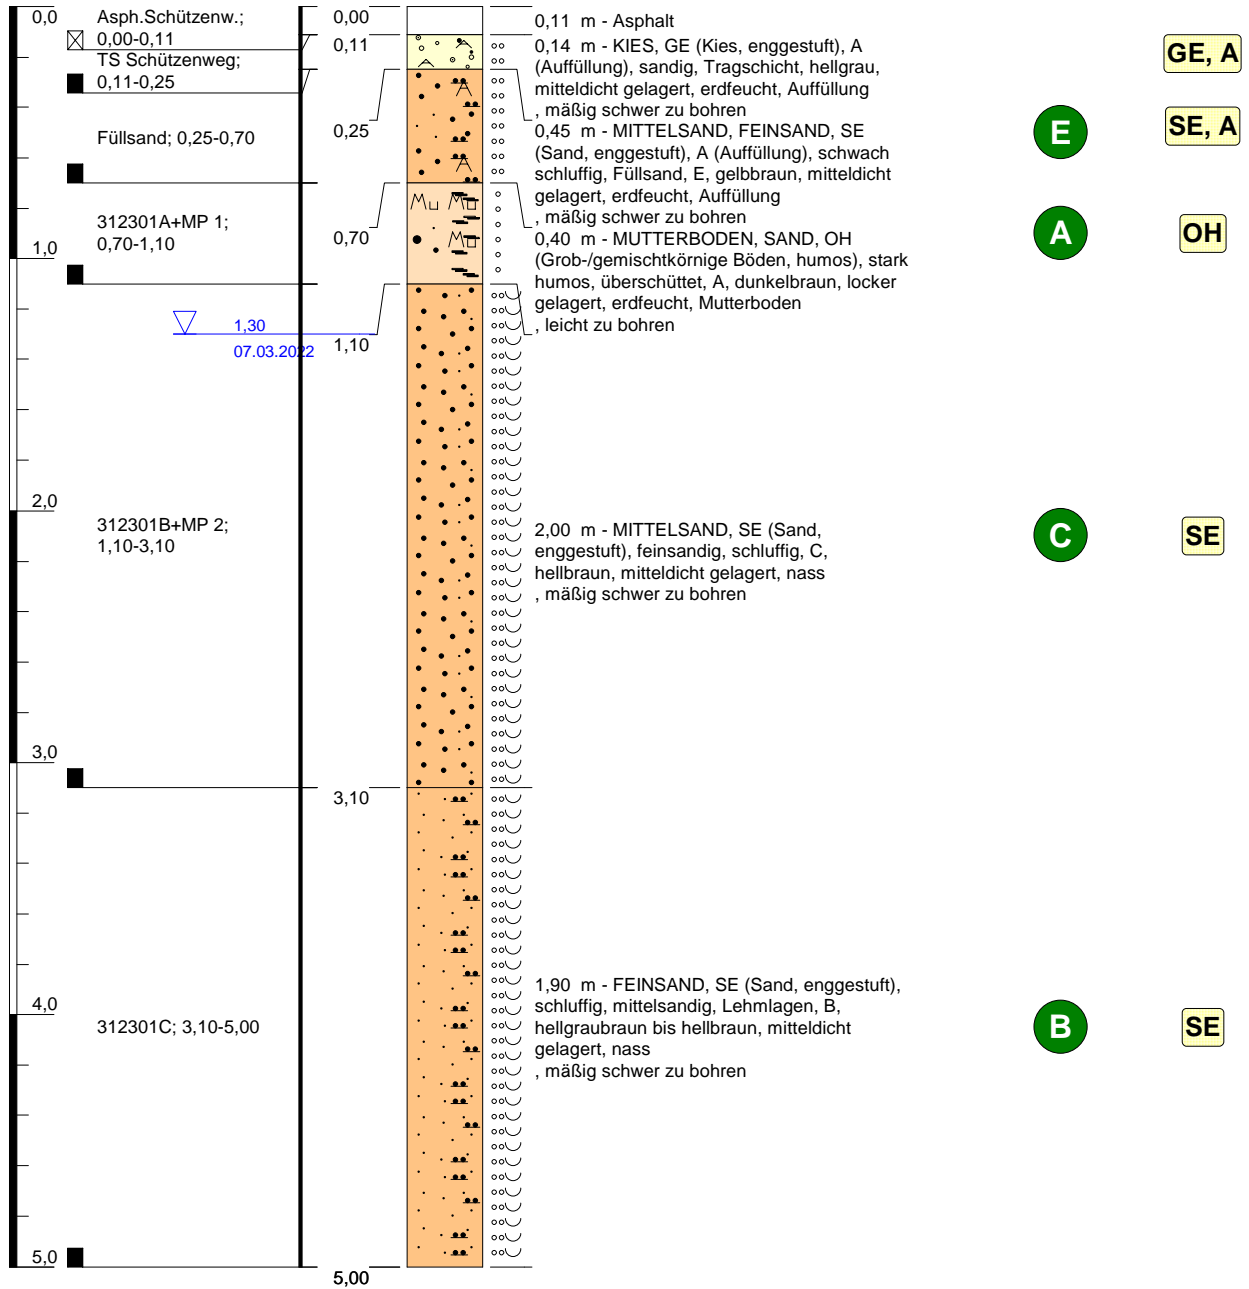 0,0
1,0
2,0
3,0
4,0
5,0
Asph.Schützenw.;
0,00-0,11
TS Schützenweg;
0,11-0,25
Füllsand; 0,25-0,70
312301A+MP 1;
0,70-1,10
1,30
07.03.2022
312301B+MP 2;
1,10-3,10
312301C; 3,10-5,00
0,00
0,11
0,25
0,70
1,10
3,10
5,00
0,11 m - Asphalt
0,14 m - KIES, GE (Kies, enggestuft), A
(Auffüllung), sandig, Tragschicht, hellgrau,
mitteldicht gelagert, erdfeucht, Auffüllung
, mäßig schwer zu bohren
0,45 m - MITTELSAND, FEINSAND, SE
(Sand, enggestuft), A (Auffüllung), schwach
schluffig, Füllsand, E, gelbbraun, mitteldicht
gelagert, erdfeucht, Auffüllung
, mäßig schwer zu bohren
0,40 m - MUTTERBODEN, SAND, OH
(Grob-/gemischtkörnige Böden, humos), stark
humos, überschüttet, A, dunkelbraun, locker
gelagert, erdfeucht, Mutterboden
, leicht zu bohren
2,00 m - MITTELSAND, SE (Sand,
enggestuft), feinsandig, schluffig, C,
hellbraun, mitteldicht gelagert, nass
, mäßig schwer zu bohren
1,90 m - FEINSAND, SE (Sand, enggestuft),
schluffig, mittelsandig, Lehmlagen, B,
hellgraubraun bis hellbraun, mitteldicht
gelagert, nass
, mäßig schwer zu bohren
GE, A
E
SE, A
A
OH
C
SE
B
SE